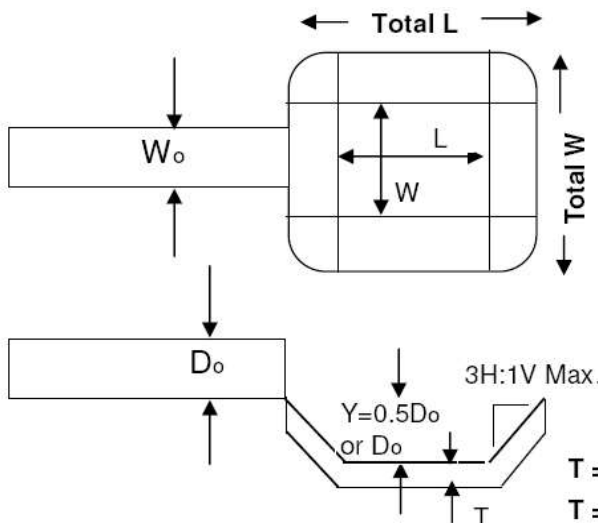 Total L
Wo
L
W
Total W
Do
3H:1V Max.
Y=0.5Do
or Do
T =
T =
T